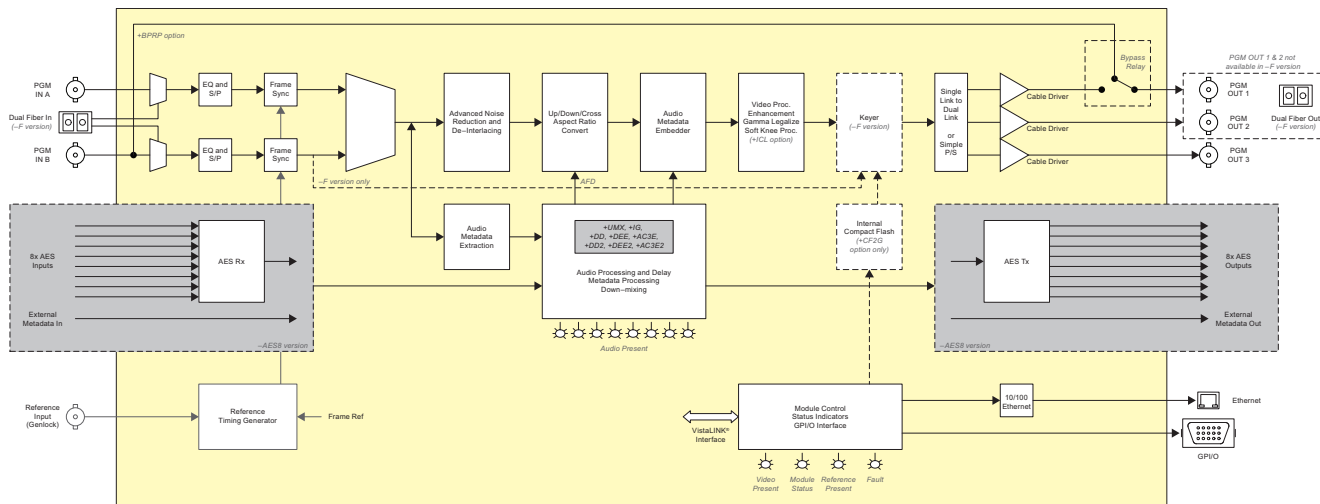 +BPRP option
PGM
IN A
Dual Fiber In
(–F version)
PGM
IN B
EQ and
S/P
Frame
Sync
EQ and
S/P
Frame
Sync
–F version only
Advanced Noise
Reduction and
De–Interlacing
Up/Down/Cross
Aspect Ratio
Convert
Audio
Metadata
Embedder
Video Proc.
Enhancement
Gamma Legalize
Soft Knee Proc.
(+ICL option)
Keyer
(–F version)
Single
Link to
Dual
Link
or
Simple
P/S
Cable Driver
Cable Driver
Bypass
Relay
PGM OUT 1 & 2 not
available in –F version
PGM
OUT 1
PGM
OUT 2
Dual Fiber Out
(–F version)
PGM
OUT 3
AFD
8x AES
Inputs
AES Rx
External
Metadata In
–AES8 version
Audio
Metadata
Extraction
+UMX, +IG,
+DD, +DEE, +AC3E,
+DD2, +DEE2, +AC3E2
Audio Processing and Delay
Metadata Processing
Down–mixing
Audio Present
Internal
Compact Flash
(+CF2G
option only)
AES Tx
8x AES
Outputs
External
Metadata Out
–AES8 version
Reference
Input
(Genlock)
Reference
Timing Generator
Frame Ref
VistaLINK®
Interface
Module Control
Status Indicators
GPI/O Interface
10/100
Ethernet
Ethernet
GPI/O
Video
Present
Module
Status
Reference
Present
Fault